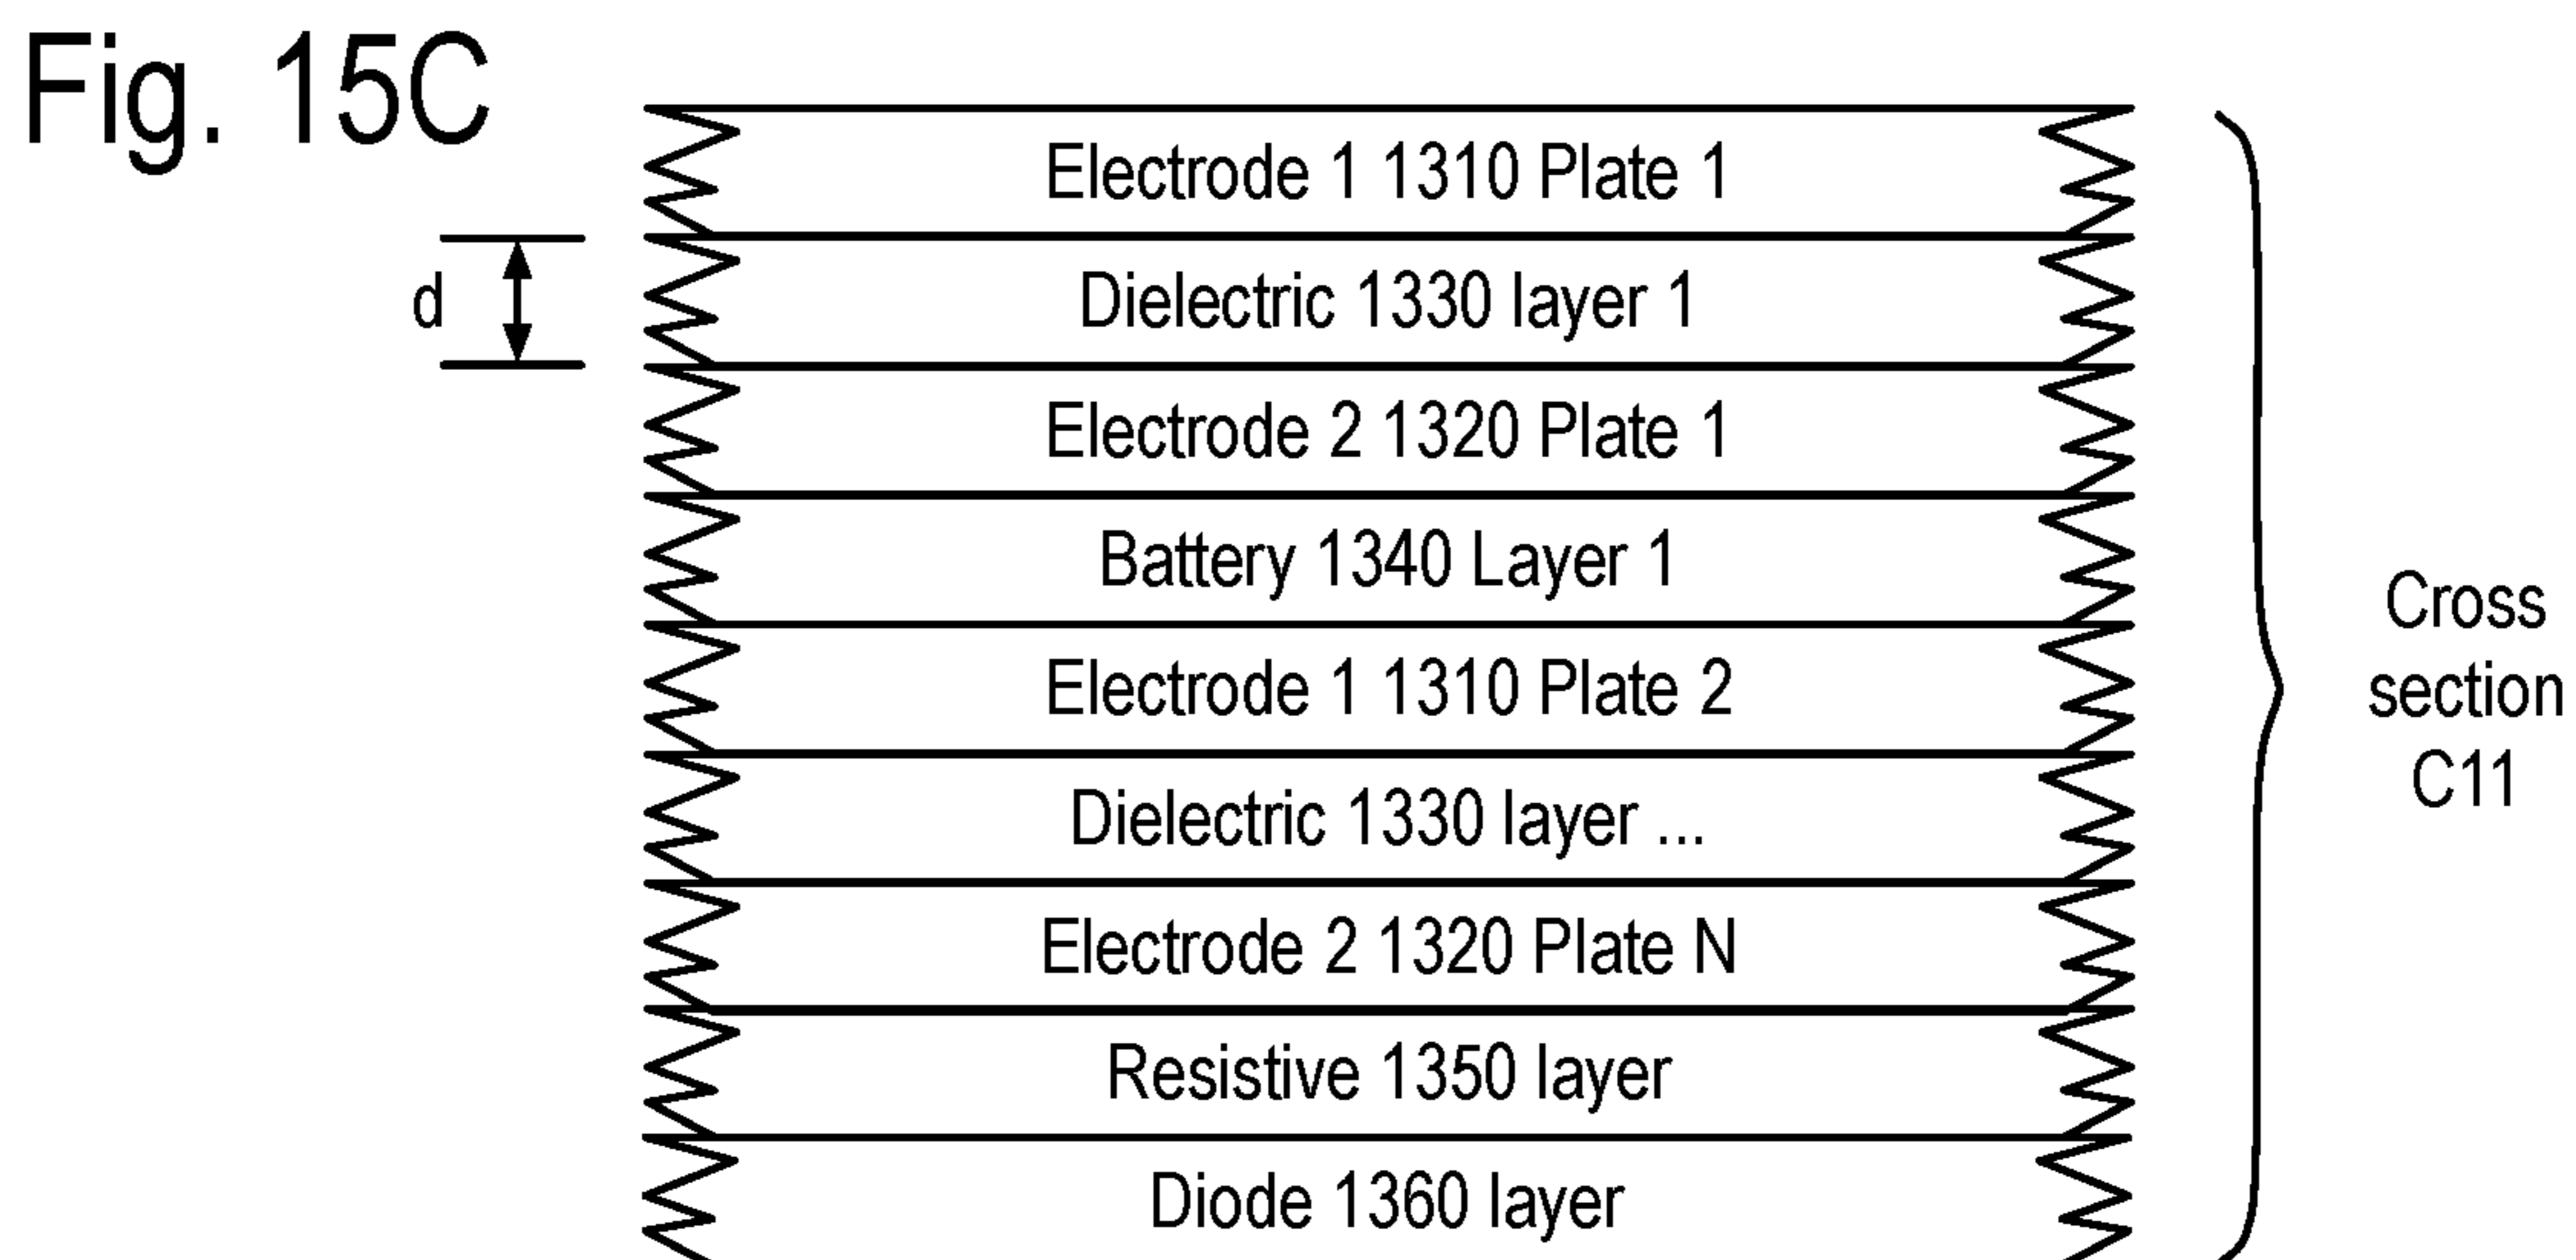 Fig. 15C
Electrode 1 1310 Plate 1
d
Dielectric 1330 layer 1
Electrode 2 1320 Plate 1
Battery 1340 Layer 1
Electrode 1 1310 Plate 2
Dielectric 1330 layer ...
Electrode 2 1320 Plate N
Resistive 1350 layer
Diode 1360 layer
Cross
section
C11